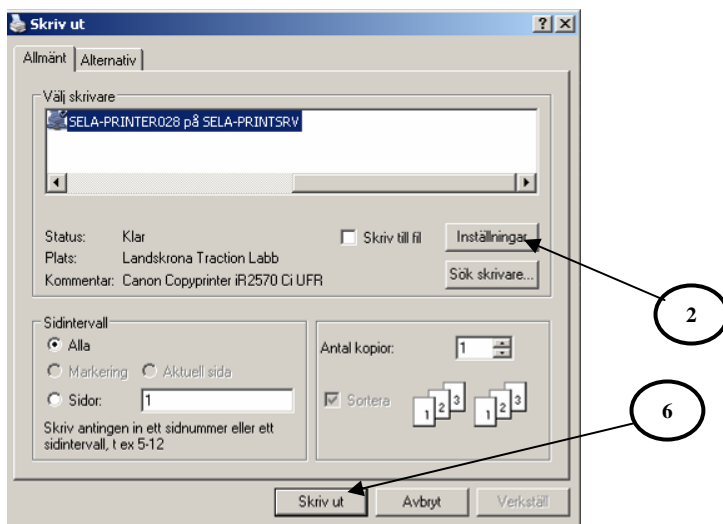 Skriv ut
Allmänt Alternativ
Välj skrivare
SELA-PRINTER028 på SELA-PRINTSRV
Status: Klar
Skriv till fil Inställningar
Plats: Landskrona Traction Labb
Kommentar: Canon Copyprinter iR2570 Ci UFR
Sök skrivare...
2
Sidintervall
Alla
Markering Aktuell sida
Sidor: 1
Skriv antingen in ett sidnummer eller ett
sidintervall, t ex 5-12
Antal kopior: 1
Sortera
1 2 3 1 2 3
6
Skriv ut Avbryt Verkställ